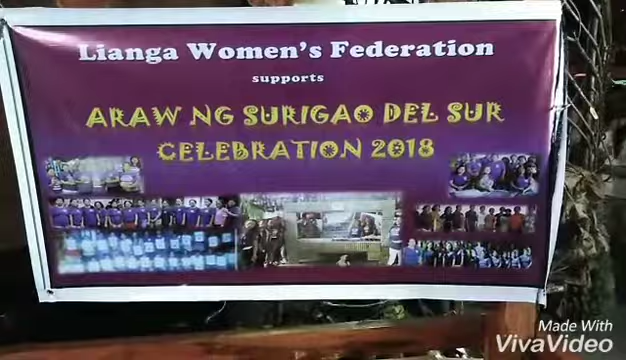 Lianga Women's Federation
supports
ARAW NG SURIGAO DEL SUR
CELEBRATION 2018
Made With
VivaVideo